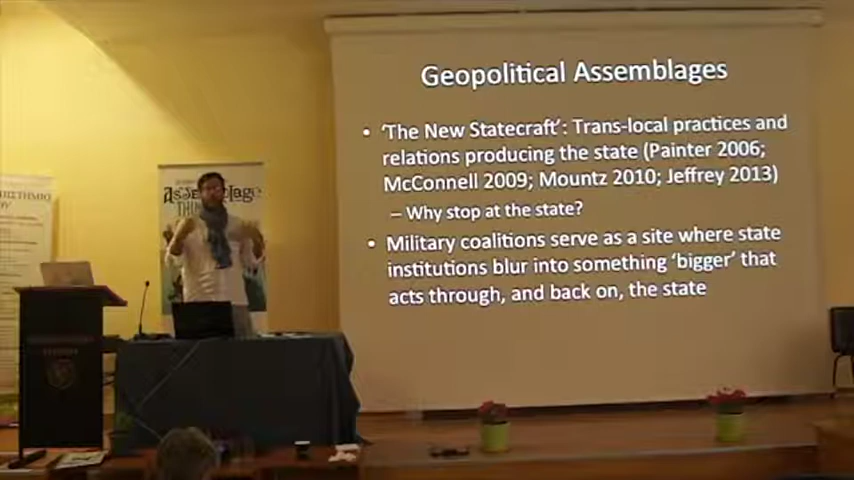 Geopolitical Assemblages
• 'The New Statecraft': Trans-local practices and
relations producing the state (Painter 2006;
McConnell 2009; Mountz 2010; Jeffrey 2013)
– Why stop at the state?
• Military coalitions serve as a site where state
institutions blur into something 'bigger' that
acts through, and back on, the state
Assemblage